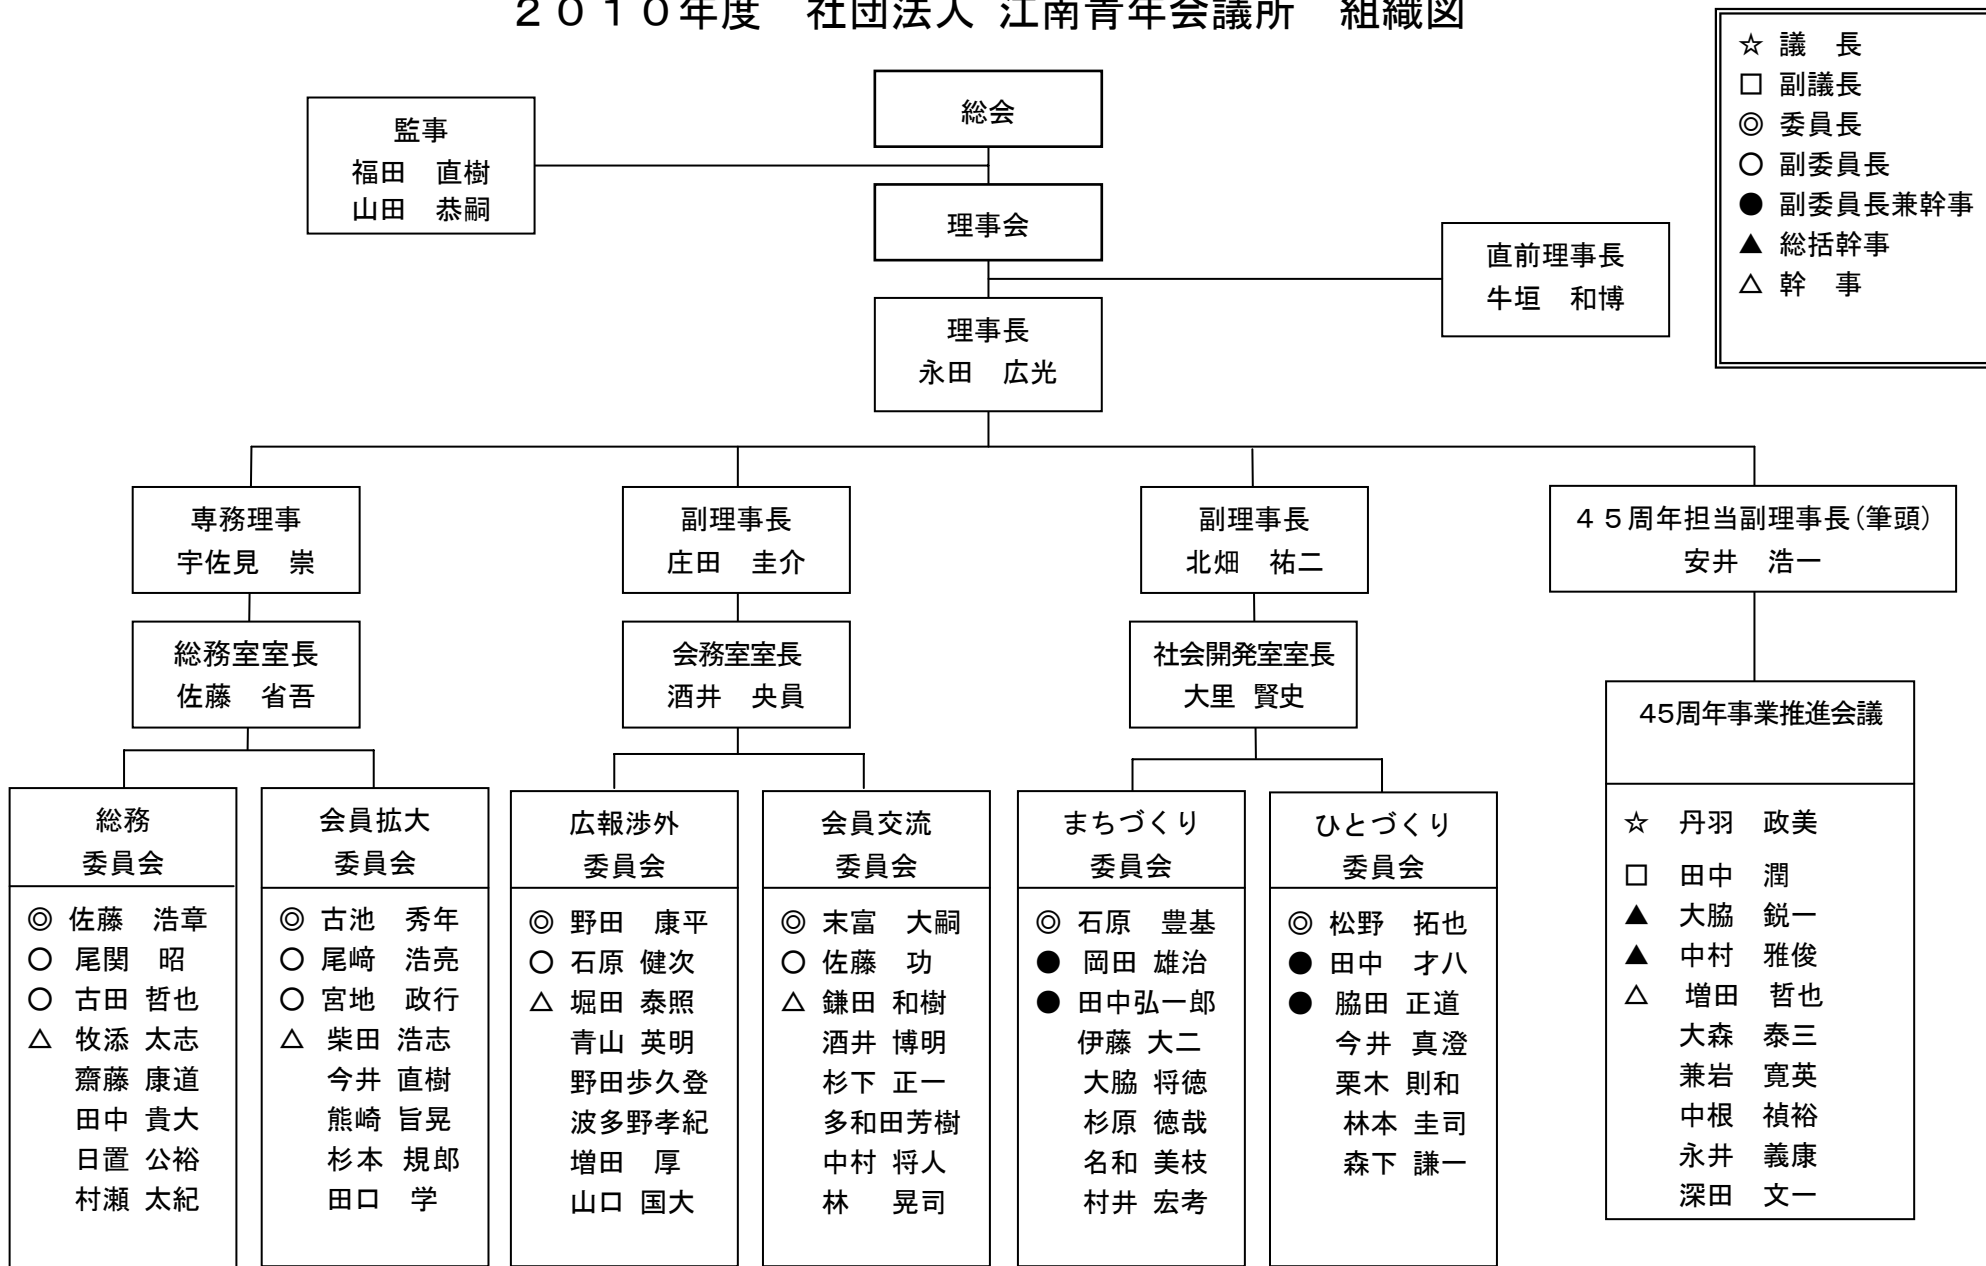 ２０１０年度　社団法人 江南青年会議所　組織図
☆ 議　長
□ 副議長
◎ 委員長
○ 副委員長
● 副委員長兼幹事
▲ 総括幹事
△ 幹　事
総会
監事
福田　直樹
山田　恭嗣
理事会
直前理事長
牛垣　和博
理事長
永田　広光
専務理事
宇佐見　崇
副理事長
庄田　圭介
副理事長
北畑　祐二
４５周年担当副理事長(筆頭)
安井　浩一
総務室室長
佐藤　省吾
会務室室長
酒井　央員
社会開発室室長
大里 賢史
総務
委員会
◎ 佐藤　浩章
○ 尾関　昭
○ 古田 哲也
△ 牧添 太志
齋藤 康道
田中 貴大
日置 公裕
村瀬 太紀
会員拡大
委員会
◎ 古池　秀年
○ 尾﨑　浩亮
○ 宮地　政行
△ 柴田 浩志
今井 直樹
熊崎 旨晃
杉本 規郎
田口　学
広報渉外
委員会
◎ 野田　康平
○ 石原 健次
△ 堀田 泰照
青山 英明
野田歩久登
波多野孝紀
増田　厚
山口 国大
会員交流
委員会
◎ 末富　大嗣
○ 佐藤　功
△ 鎌田 和樹
酒井 博明
杉下 正一
多和田芳樹
中村 将人
林　晃司
まちづくり
委員会
◎ 石原　豊基
● 岡田 雄治
● 田中弘一郎
伊藤 大二
大脇 将徳
杉原 徳哉
名和 美枝
村井 宏考
ひとづくり
委員会
◎ 松野　拓也
● 田中　才八
● 脇田 正道
今井 真澄
栗木 則和
林本 圭司
森下 謙一
45周年事業推進会議
☆　丹羽　政美
□　田中　潤
▲　大脇　鋭一
▲　中村　雅俊
△　増田　哲也
大森　泰三
兼岩　寛英
中根　禎裕
永井　義康
深田　文一